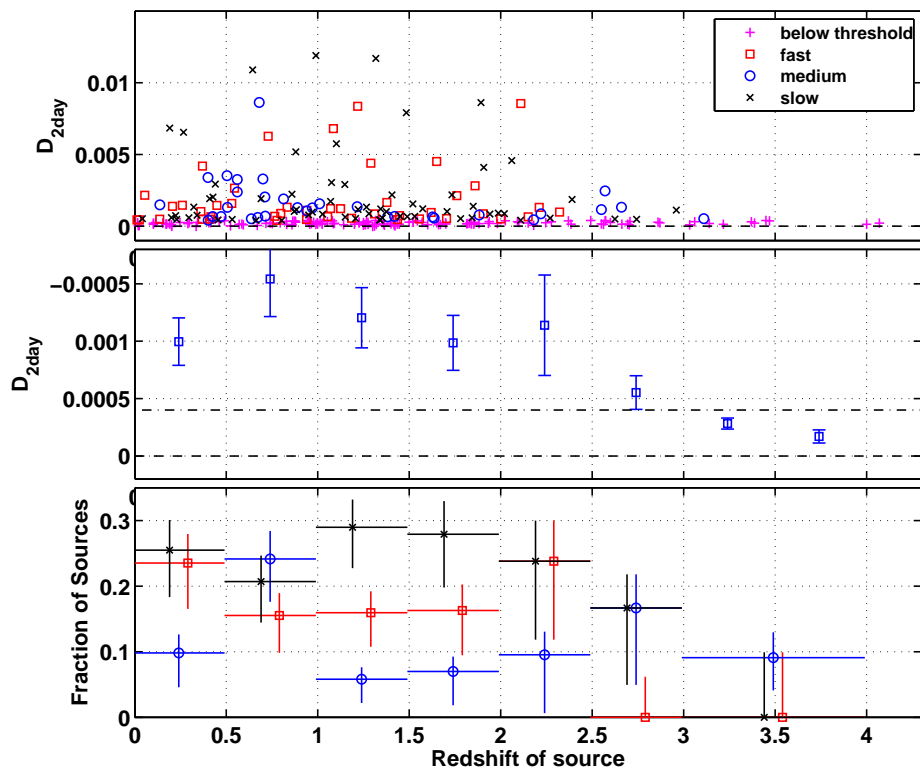 below threshold
fast
medium
slow
0.01
0.005
0
D2day
0
−0.0005
0.001
0.0005
0
D2day
0
0.3
0.2
0.1
0
Fraction of Sources
0 0.5 1 1.5 2 2.5 3 3.5 4
Redshift of source